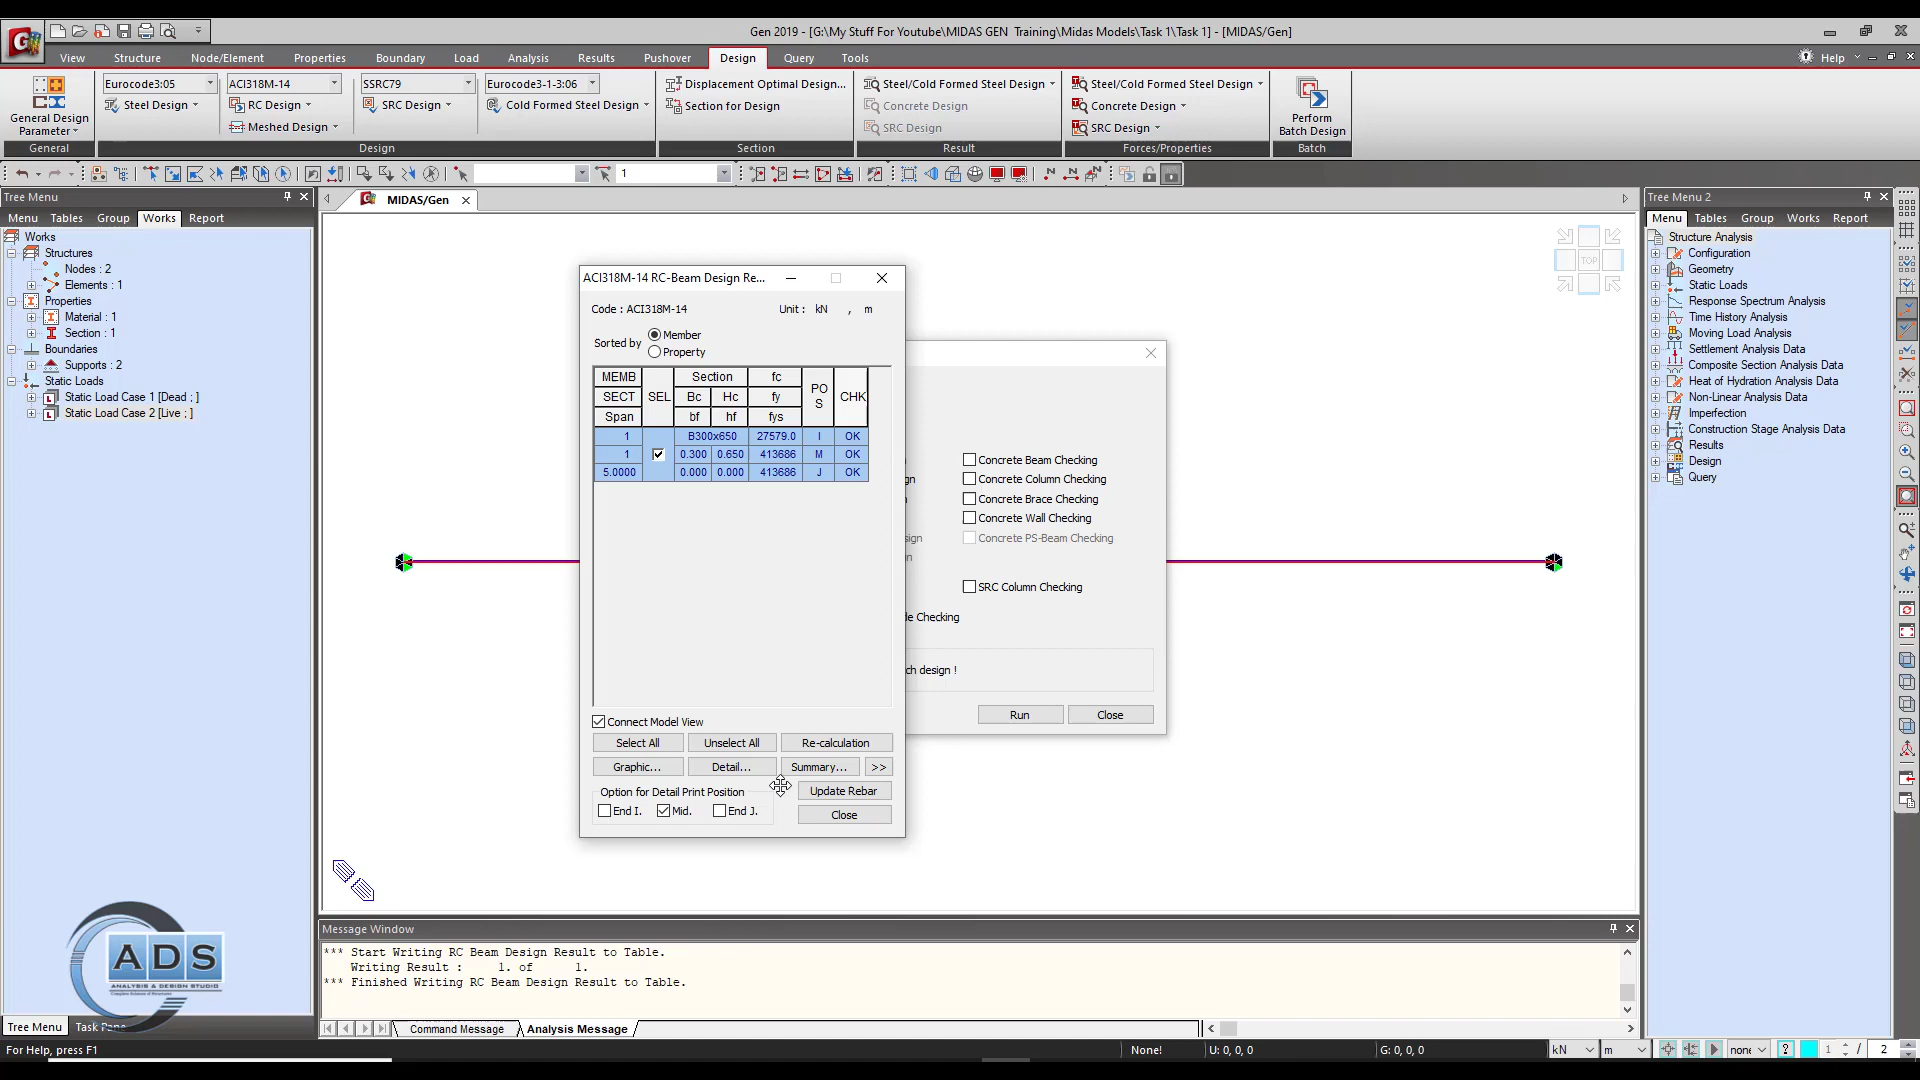 Gen 2019 - [G:\My Stuff For Youtube\MIDAS GEN  Training\Midas Models\Task 1\Task 1] - [MIDAS/Gen]
View Structure Node/Element Properties Boundary Load Analysis Results Pushover Design Query Tools Help
Eurocode3:05 ACI318M-14 SSRC79 Eurocode3-1-3:06 Displacement Optimal Design... Steel/Cold Formed Steel Design Steel/Cold Formed Steel Design
Steel Design RC Design SRC Design Cold Formed Steel Design Section for Design Concrete Design Concrete Design
General Design Parameter Meshed Design SRC Design SRC Design Perform Batch Design
General Design Section Result Forces/Properties Batch
1
Tree Menu
Menu Tables Group Works Report
Works
Structures
Nodes : 2
Elements : 1
Properties
Material : 1
Section : 1
Boundaries
Supports : 2
Static Loads
Static Load Case 1 [Dead ; ]
Static Load Case 2 [Live ; ]
Tree Menu Task Pane
MIDAS/Gen
TOP
ACI318M-14 RC-Beam Design Re...
Code : ACI318M-14 Unit : kN , m
Sorted by Member
Property
MEMB SEL Section fc POS CHK
SECT Bc Hc fy
Span bf hf fys
1 B300x650 27579.0 I OK
1 0.300 0.650 413686 M OK
5.0000 0.000 0.000 413686 J OK
Connect Model View
Select All Unselect All Re-calculation
Graphic... Detail... Summary... >>
Option for Detail Print Position Update Rebar
End I. Mid. End J. Close
Concrete Beam Checking
Concrete Column Checking
Concrete Brace Checking
Concrete Wall Checking
Concrete PS-Beam Checking
SRC Column Checking
le Checking
ch design !
Run Close
Tree Menu 2
Menu Tables Group Works Report
Structure Analysis
Configuration
Geometry
Static Loads
Response Spectrum Analysis
Time History Analysis
Moving Load Analysis
Settlement Analysis Data
Composite Section Analysis Data
Heat of Hydration Analysis Data
Non-Linear Analysis Data
Imperfection
Construction Stage Analysis Data
Results
Design
Query
Message Window
*** Start Writing RC Beam Design Result to Table.
Writing Result : 1. of 1.
*** Finished Writing RC Beam Design Result to Table.
Command Message Analysis Message
ADS
ANALYSIS & DESIGN STUDIO
For Help, press F1 None! U: 0, 0, 0 G: 0, 0, 0 kN m none ? 1 / 2